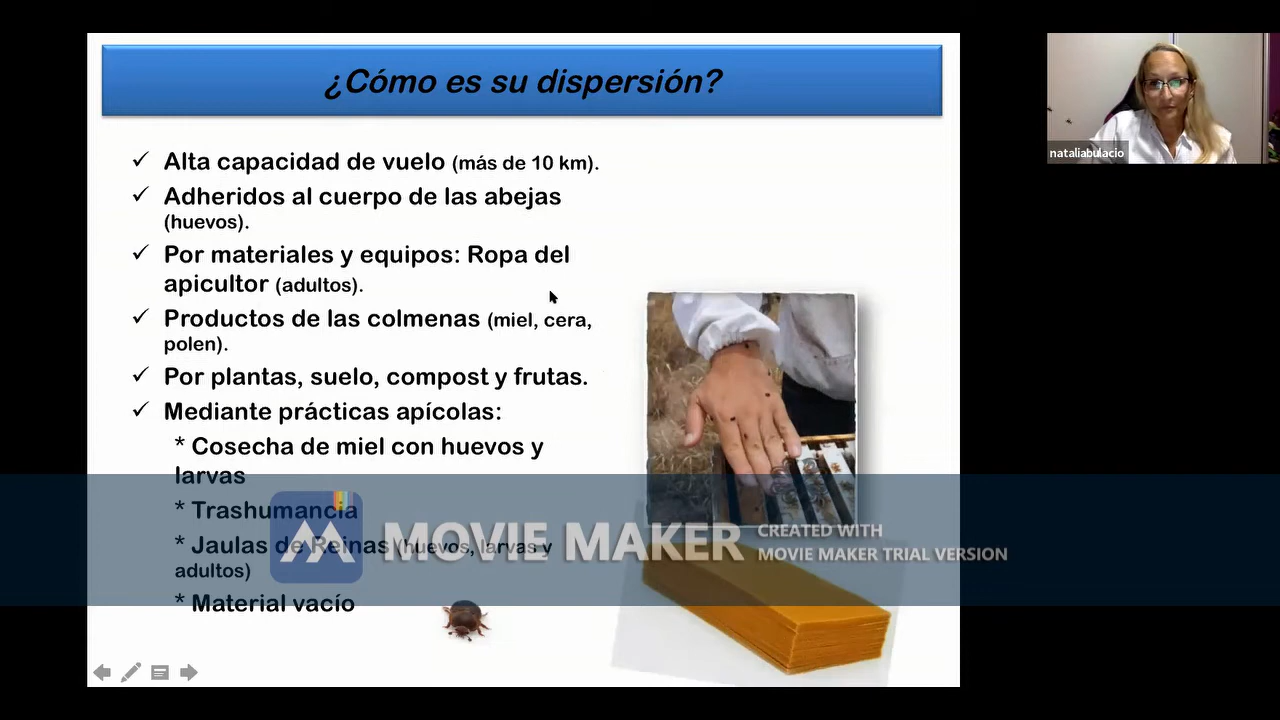 ¿Cómo es su dispersión?
✓ Alta capacidad de vuelo (más de 10 km).
✓ Adheridos al cuerpo de las abejas
(huevos).
✓ Por materiales y equipos: Ropa del
apicultor (adultos).
✓ Productos de las colmenas (miel, cera,
polen).
✓ Por plantas, suelo, compost y frutas.
✓ Mediante prácticas apícolas:
* Cosecha de miel con huevos y
larvas
* Trashumancia
* Jaulas de Reinas (huevos, larvas y
adultos)
* Material vacío
nataliabulacio
MOVIE MAKER
CREATED WITH
MOVIE MAKER TRIAL VERSION